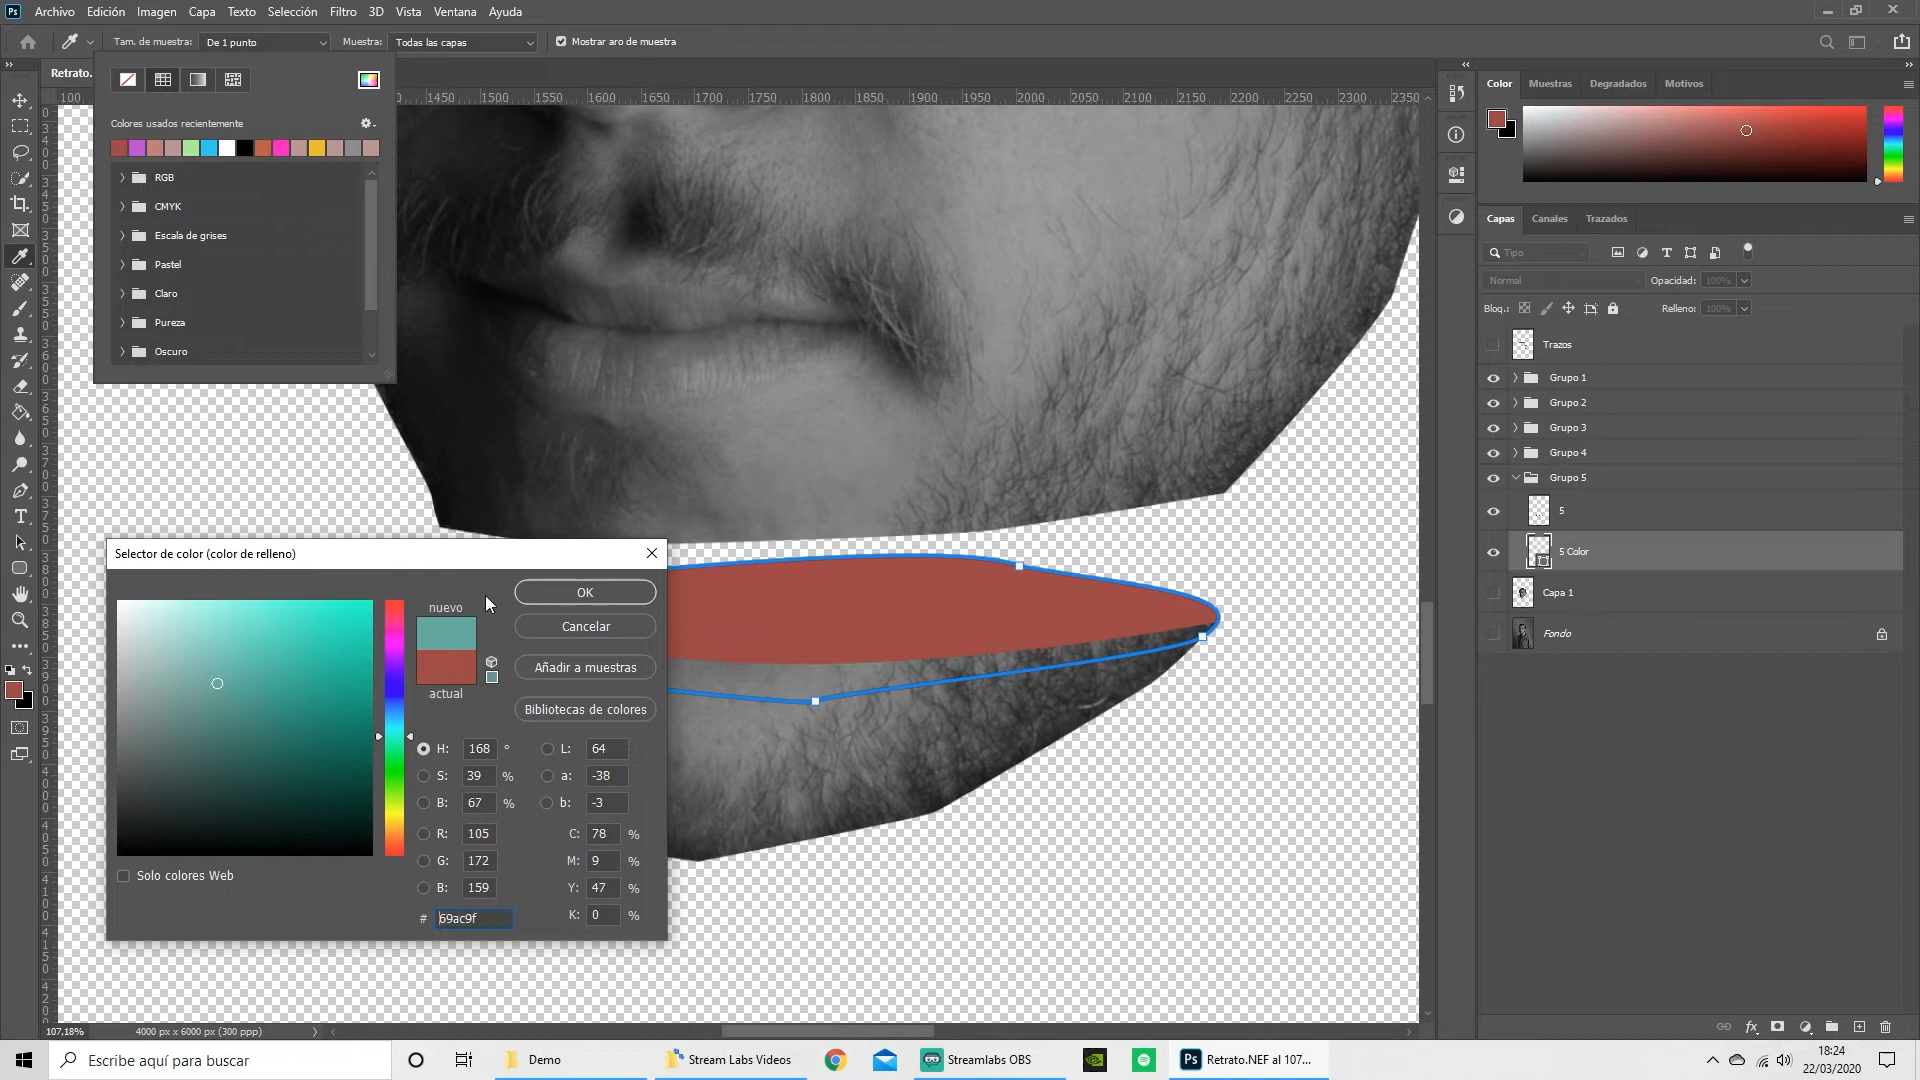 Ps Archivo Edición Imagen Capa Texto Selección Filtro 3D Vista Ventana Ayuda
Tam. de muestra: De 1 punto Muestra: Todas las capas Mostrar aro de muestra
Retrato.
100 1450 1500 1550 1600 1650 1700 1750 1800 1850 1900 1950 2000 2050 2100 2150 2200 2250 2300 2350
Colores usados recientemente
RGB
CMYK
Escala de grises
Pastel
Claro
Pureza
Oscuro
Color Muestras Degradados Motivos
Capas Canales Trazados
Tipo
Normal Opacidad: 100%
Bloq.: Relleno: 100%
Trazos
Grupo 1
Grupo 2
Grupo 3
Grupo 4
Grupo 5
5
5 Color
Capa 1
Fondo
Selector de color (color de relleno)
nuevo
actual
OK
Cancelar
Añadir a muestras
Bibliotecas de colores
H: 168 ° L: 64
S: 39 % a: -38
B: 67 % b: -3
R: 105 C: 78 %
G: 172 M: 9 %
B: 159 Y: 47 %
# 69ac9f K: 0 %
Solo colores Web
107,18% 4000 px x 6000 px (300 ppp)
Escribe aquí para buscar
Demo
Stream Labs Videos
Streamlabs OBS
Ps Retrato.NEF al 107...
18:24
22/03/2020